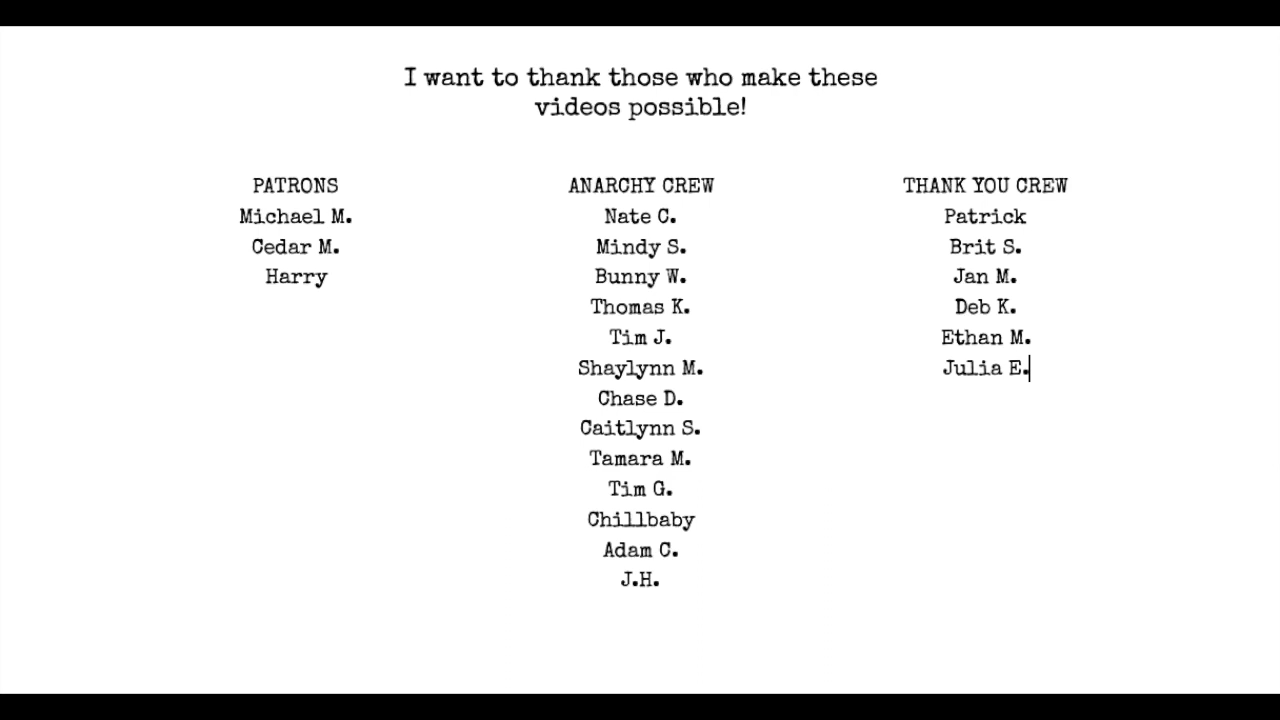 I want to thank those who make these
videos possible!
PATRONS
Michael M.
Cedar M.
Harry
ANARCHY CREW
Nate C.
Mindy S.
Bunny W.
Thomas K.
Tim J.
Shaylynn M.
Chase D.
Caitlynn S.
Tamara M.
Tim G.
Chillbaby
Adam C.
J.H.
THANK YOU CREW
Patrick
Brit S.
Jan M.
Deb K.
Ethan M.
Julia E.